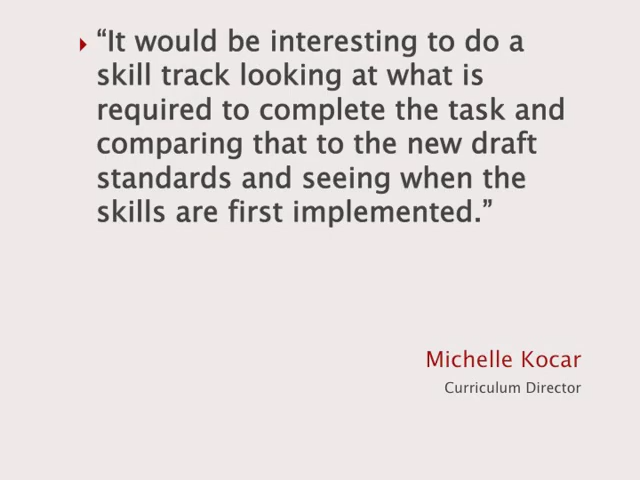 “It would be interesting to do a
skill track looking at what is
required to complete the task and
comparing that to the new draft
standards and seeing when the
skills are first implemented.”
Michelle Kocar
Curriculum Director